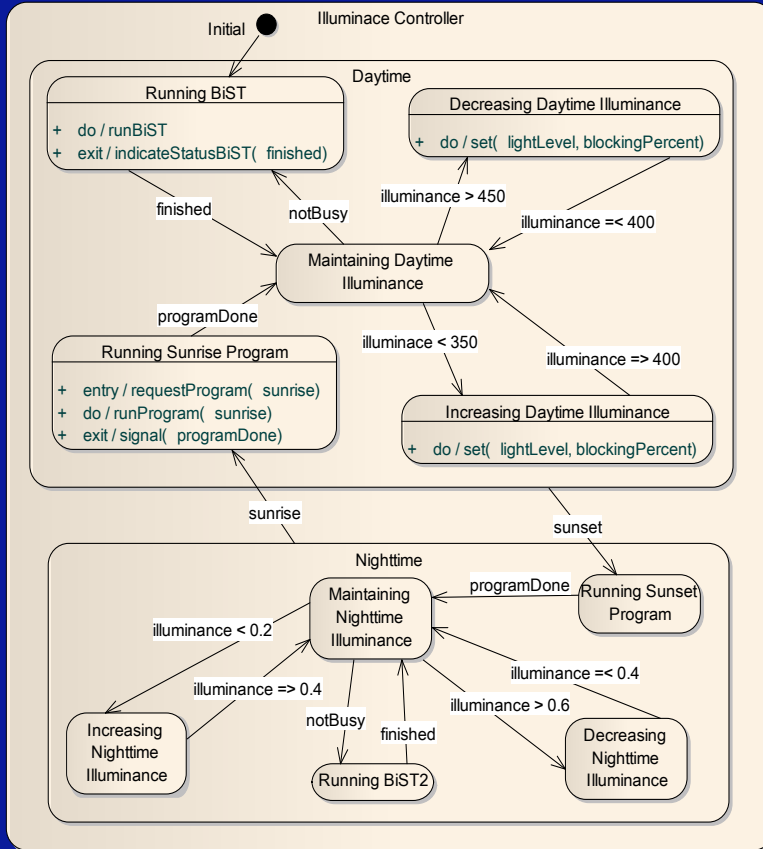 Illuminace Controller
Initial
Daytime
Running BiST
+ do / runBiST
+ exit / indicateStatusBiST( finished)
Decreasing Daytime Illuminance
+ do / set( lightLevel, blockingPercent)
finished
notBusy
illuminance > 450
illuminance =< 400
Maintaining Daytime
Illuminance
programDone
illuminace < 350
illuminance => 400
Running Sunrise Program
+ entry / requestProgram( sunrise)
+ do / runProgram( sunrise)
+ exit / signal( programDone)
Increasing Daytime Illuminance
+ do / set( lightLevel, blockingPercent)
sunrise
sunset
Nighttime
Maintaining
Nighttime
Illuminance
programDone
Running Sunset
Program
illuminance < 0.2
illuminance => 0.4
illuminance =< 0.4
illuminance > 0.6
notBusy
finished
Increasing
Nighttime
Illuminance
Running BiST2
Decreasing
Nighttime
Illuminance